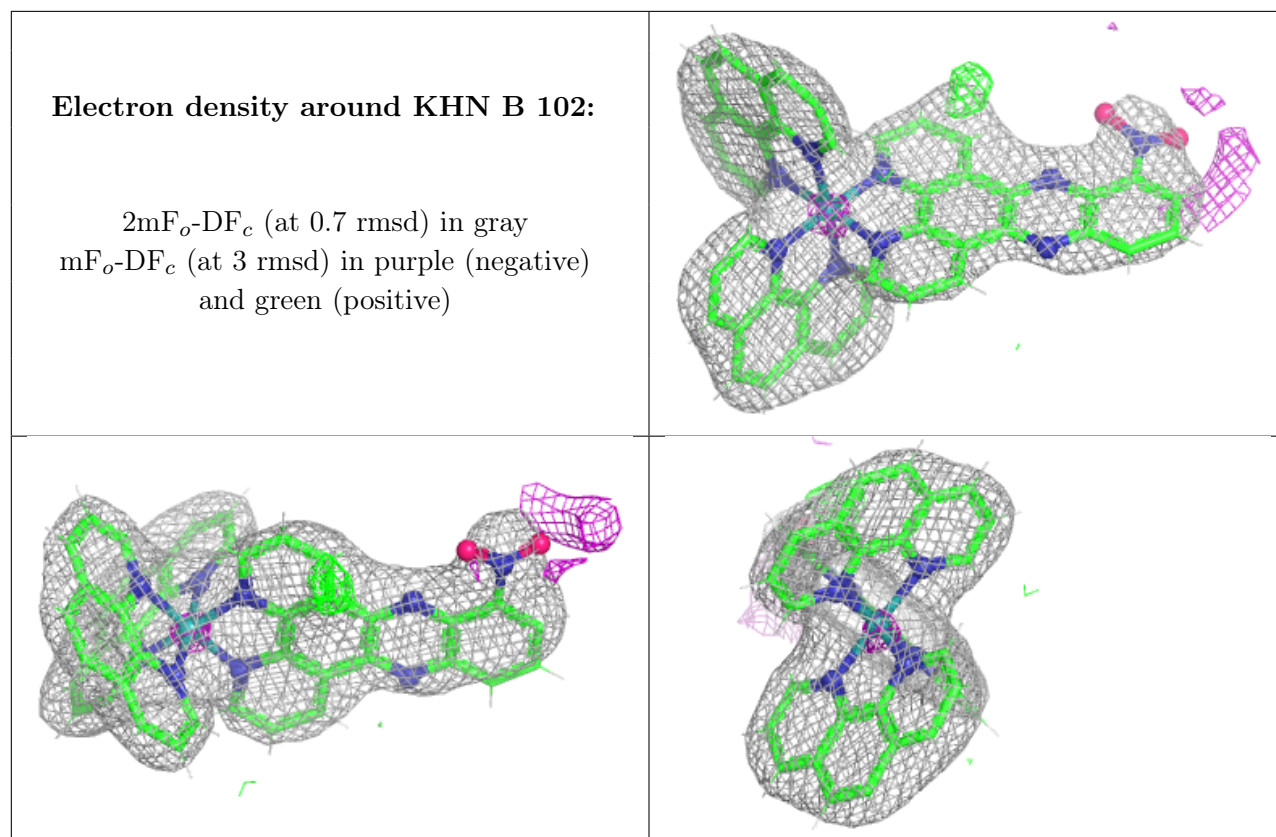 Electron density around KHN B 102:
2mFo-DFc (at 0.7 rmsd) in gray
mFo-DFc (at 3 rmsd) in purple (negative)
and green (positive)